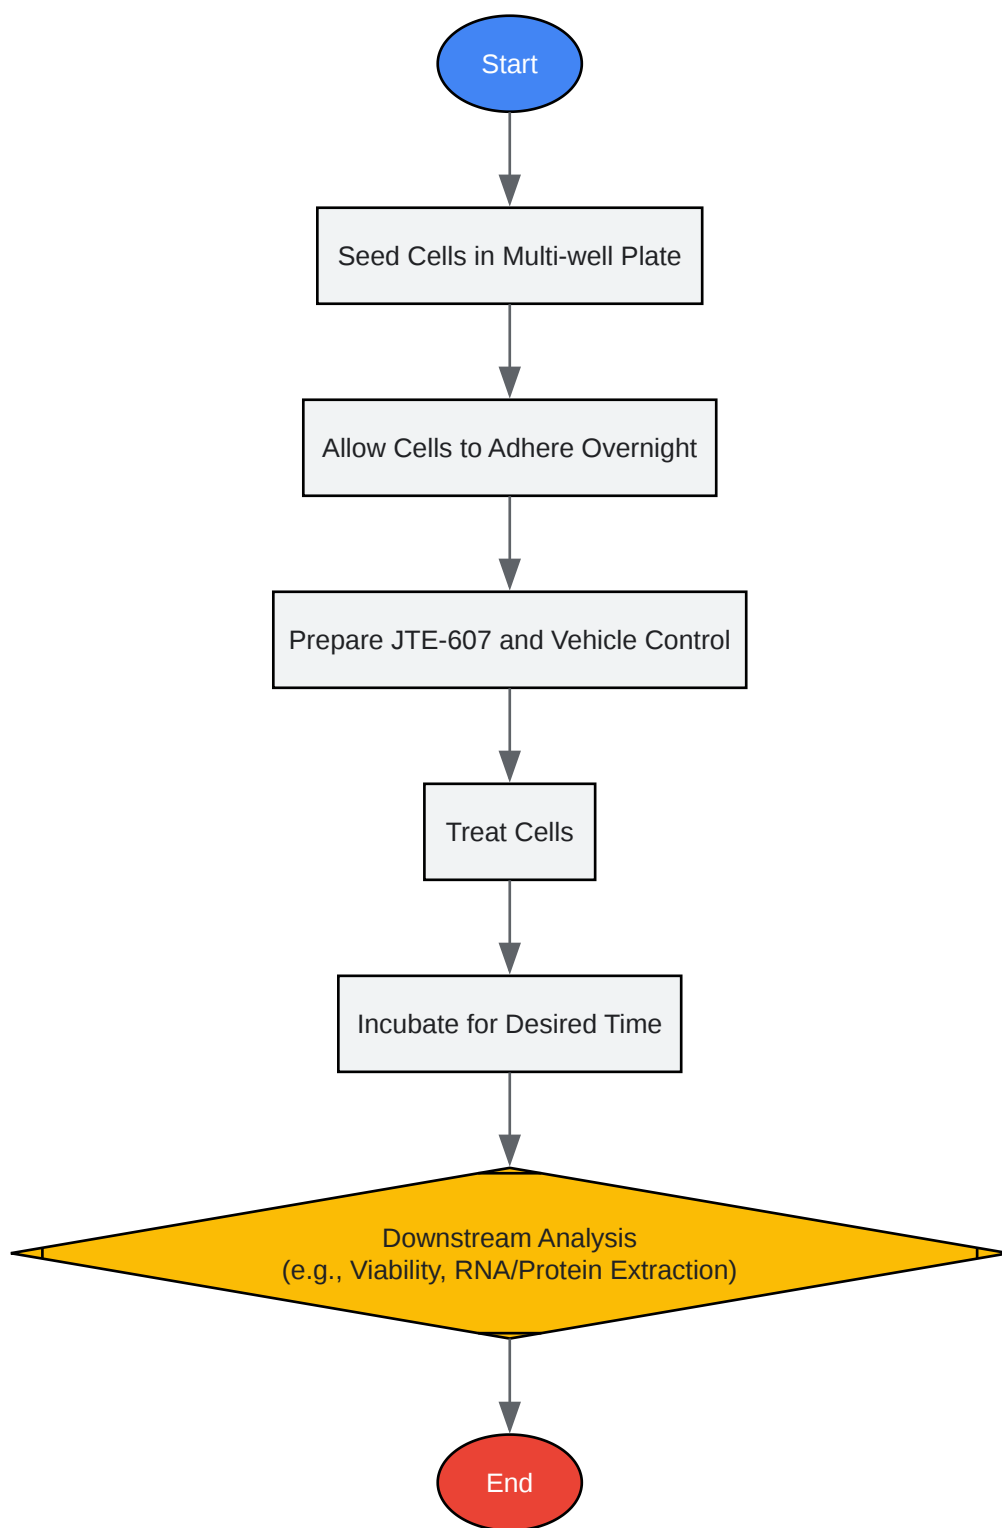 Start
Seed Cells in Multi-well Plate
Allow Cells to Adhere Overnight
Prepare JTE-607 and Vehicle Control
Treat Cells
Incubate for Desired Time
Downstream Analysis
(e.g., Viability, RNA/Protein Extraction)
End